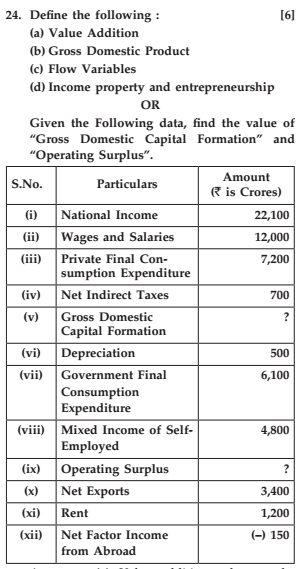 24. Define the following : [6]
(a) Value Addition
(b) Gross Domestic Product
(c) Flow Variables
(d) Income property and entrepreneurship
OR
Given the Following data, find the value of
“Gross Domestic Capital Formation” and
“Operating Surplus”.
S.No. Particulars Amount
(₹ is Crores)
(i) National Income 22,100
(ii) Wages and Salaries 12,000
(iii) Private Final Con-
sumption Expenditure 7,200
(iv) Net Indirect Taxes 700
(v) Gross Domestic
Capital Formation ?
(vi) Depreciation 500
(vii) Government Final
Consumption
Expenditure 6,100
(viii) Mixed Income of Self-
Employed 4,800
(ix) Operating Surplus ?
(x) Net Exports 3,400
(xi) Rent 1,200
(xii) Net Factor Income
from Abroad (–) 150